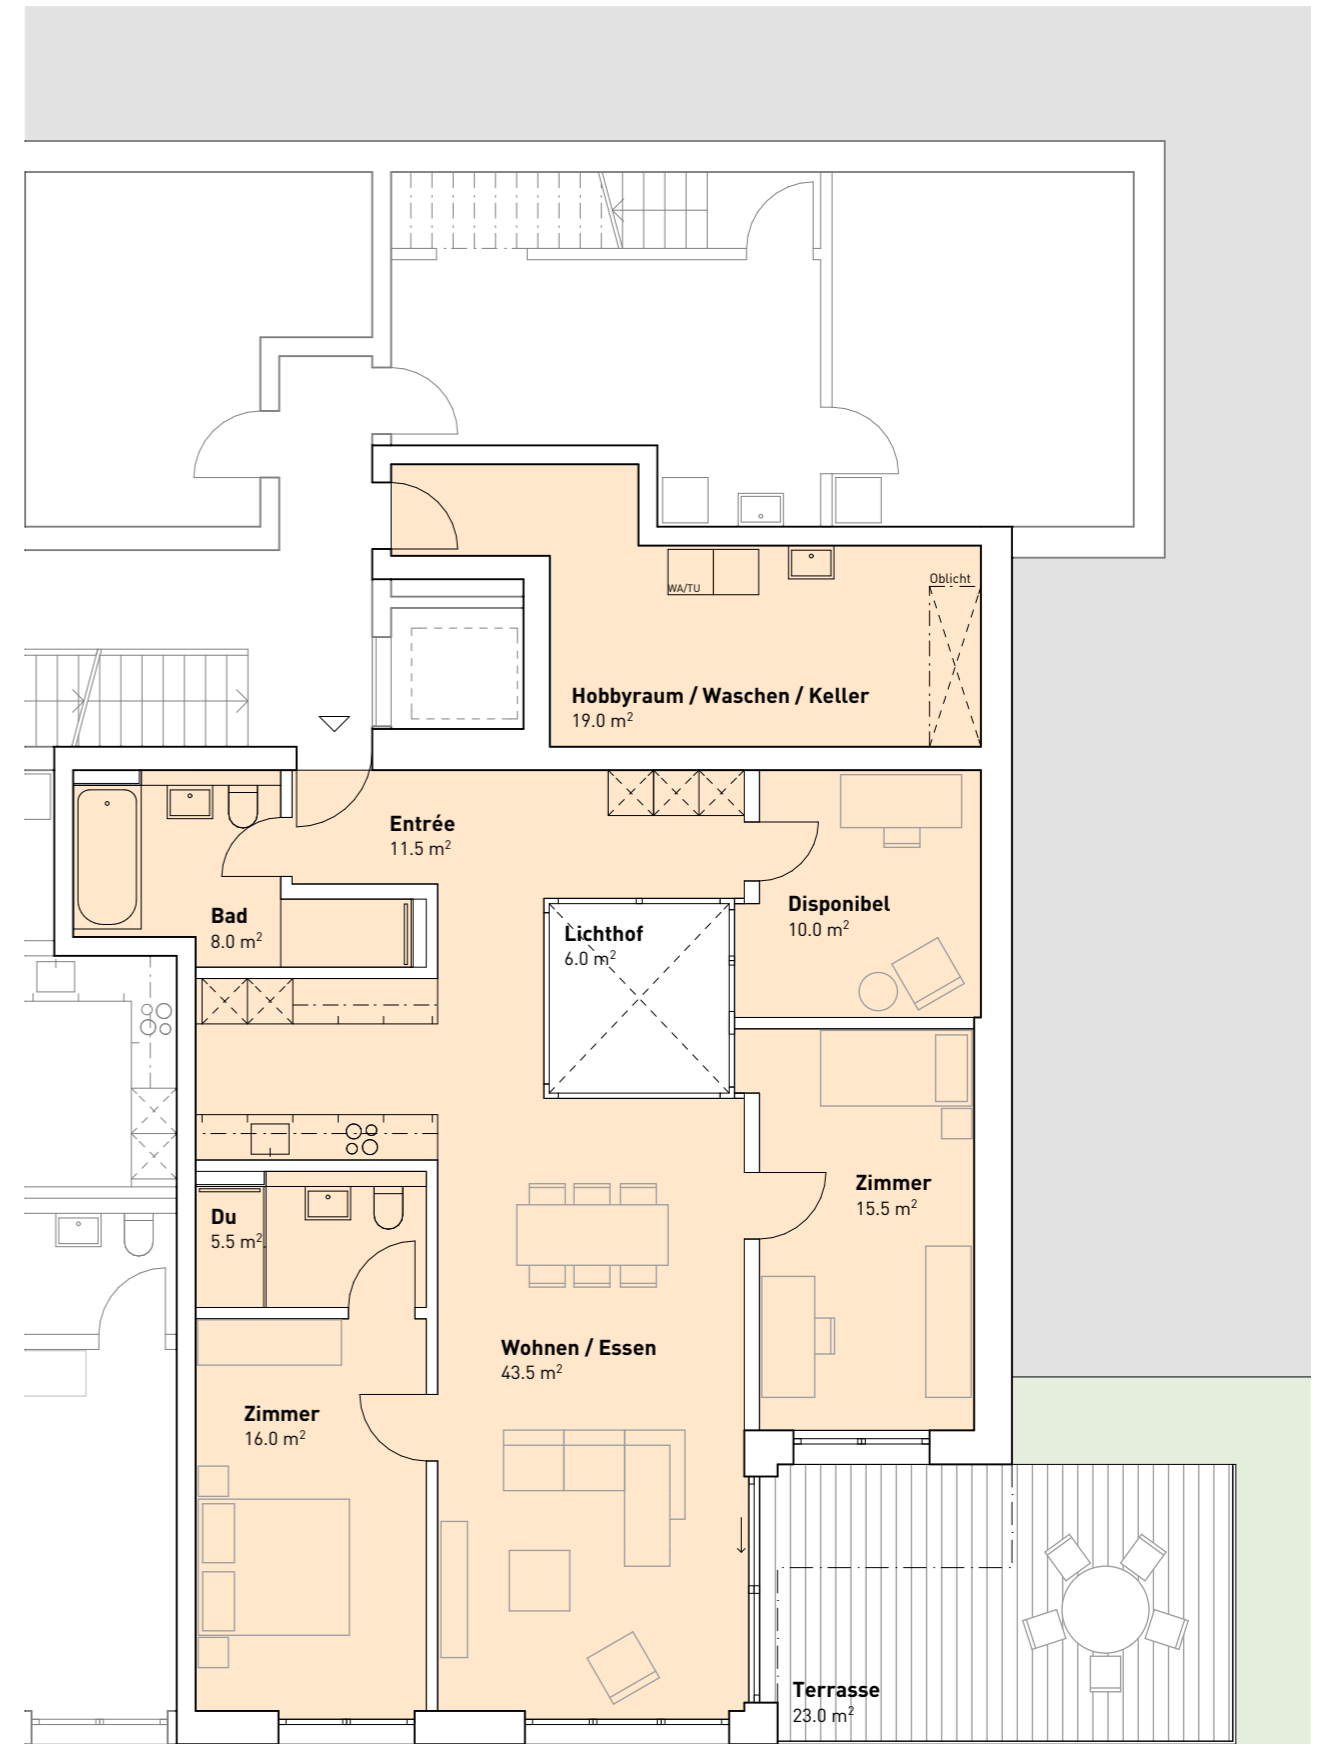 Oblicht
WA/TU
Hobbyraum / Waschen / Keller
19.0 m²
Entrée
11.5 m²
Disponibel
10.0 m²
Bad
8.0 m²
Lichthof
6.0 m²
Zimmer
15.5 m²
Du
5.5 m²
Wohnen / Essen
43.5 m²
Zimmer
16.0 m²
Terrasse
23.0 m²